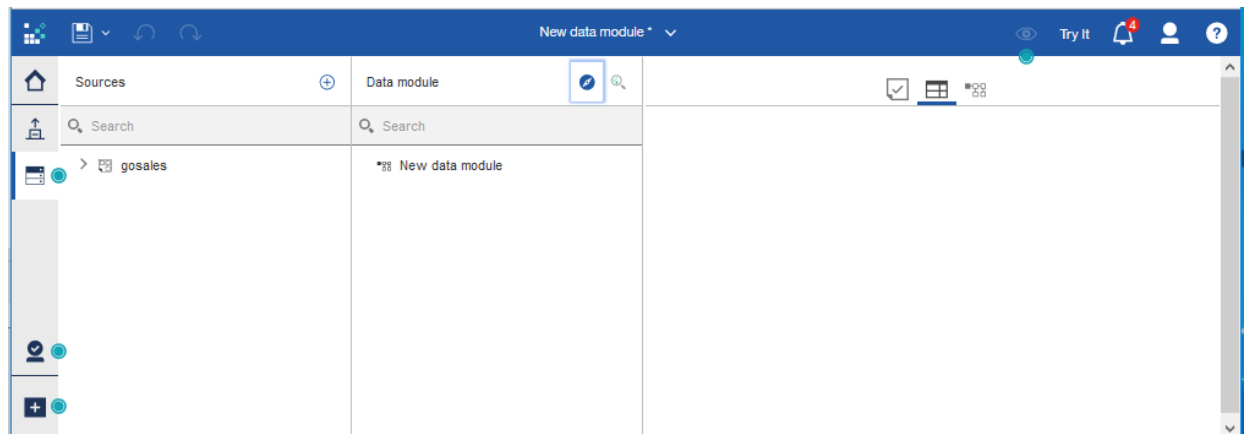 New data module *
Try It
4
?
Sources
Data module
Search
Search
gosales
New data module